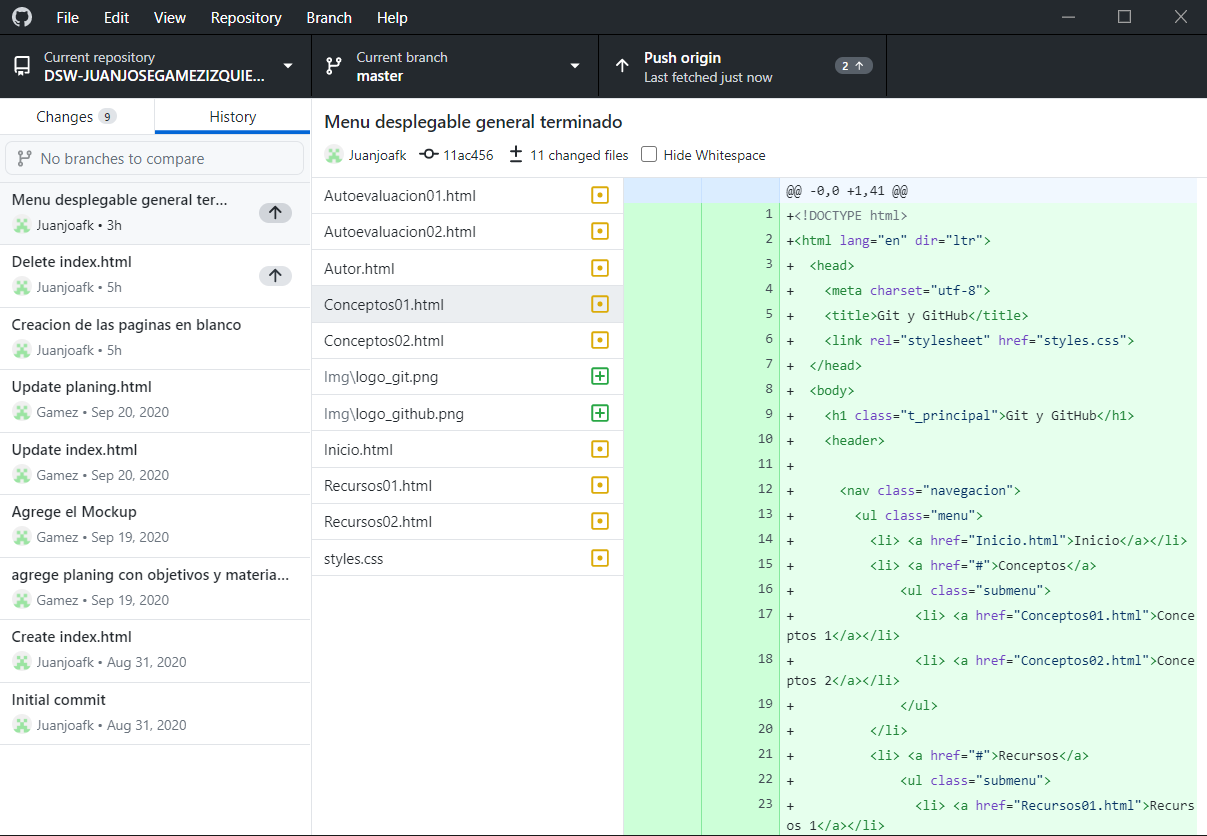 File Edit View Repository Branch Help
Current repository
DSW-JUANJOSEGAMEZIZQUIE...
Current branch
master
Push origin
Last fetched just now
2
Changes 9
History
No branches to compare
Menu desplegable general ter...
Juanjoafk • 3h
Delete index.html
Juanjoafk • 5h
Creacion de las paginas en blanco
Juanjoafk • 5h
Update planing.html
Gamez • Sep 20, 2020
Update index.html
Gamez • Sep 20, 2020
Agrege el Mockup
Gamez • Sep 19, 2020
agrege planing con objetivos y materia...
Gamez • Sep 19, 2020
Create index.html
Juanjoafk • Aug 31, 2020
Initial commit
Juanjoafk • Aug 31, 2020
Menu desplegable general terminado
Juanjoafk 11ac456 11 changed files Hide Whitespace
Autoevaluacion01.html
Autoevaluacion02.html
Autor.html
Conceptos01.html
Conceptos02.html
Img\logo_git.png
Img\logo_github.png
Inicio.html
Recursos01.html
Recursos02.html
styles.css
@@ -0,0 +1,41 @@
1 +<!DOCTYPE html>
2 +<html lang="en" dir="ltr">
3 +  <head>
4 +    <meta charset="utf-8">
5 +    <title>Git y GitHub</title>
6 +    <link rel="stylesheet" href="styles.css">
7 +  </head>
8 +  <body>
9 +    <h1 class="t_principal">Git y GitHub</h1>
10 +    <header>
11 +
12 +      <nav class="navegacion">
13 +        <ul class="menu">
14 +          <li> <a href="Inicio.html">Inicio</a></li>
15 +          <li> <a href="#">Conceptos</a>
16 +              <ul class="submenu">
17 +                <li> <a href="Conceptos01.html">Conce
ptos 1</a></li>
18 +                <li> <a href="Conceptos02.html">Conce
ptos 2</a></li>
19 +              </ul>
20 +          </li>
21 +          <li> <a href="#">Recursos</a>
22 +              <ul class="submenu">
23 +                <li> <a href="Recursos01.html">Recurs
os 1</a></li>